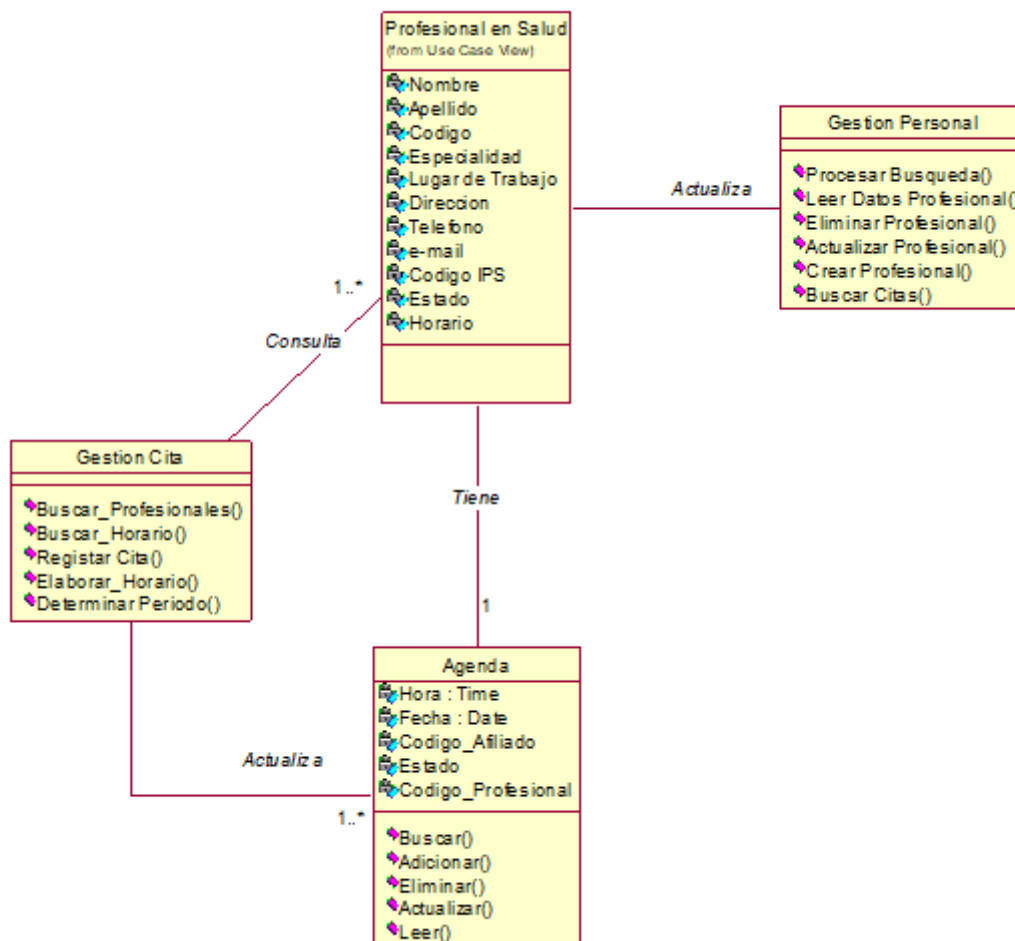 Profesional en Salud
(from Use Case View)
Nombre
Apellido
Codigo
Especialidad
Lugar de Trabajo
Direccion
Telefono
e-mail
Codigo IPS
Estado
Horario
Actualiza
Gestion Personal
Procesar Busqueda()
Leer Datos Profesional()
Eliminar Profesional()
Actualizar Profesional()
Crear Profesional()
Buscar Citas()
1..*
Consulta
Gestion Cita
Buscar_Profesionales()
Buscar_Horario()
Registar Cita()
Elaborar_Horario()
Determinar Periodo()
Tiene
1
Agenda
Hora : Time
Fecha : Date
Codigo_Afiliado
Estado
Codigo_Profesional
Buscar()
Adicionar()
Eliminar()
Actualizar()
Leer()
Actualiza
1..*